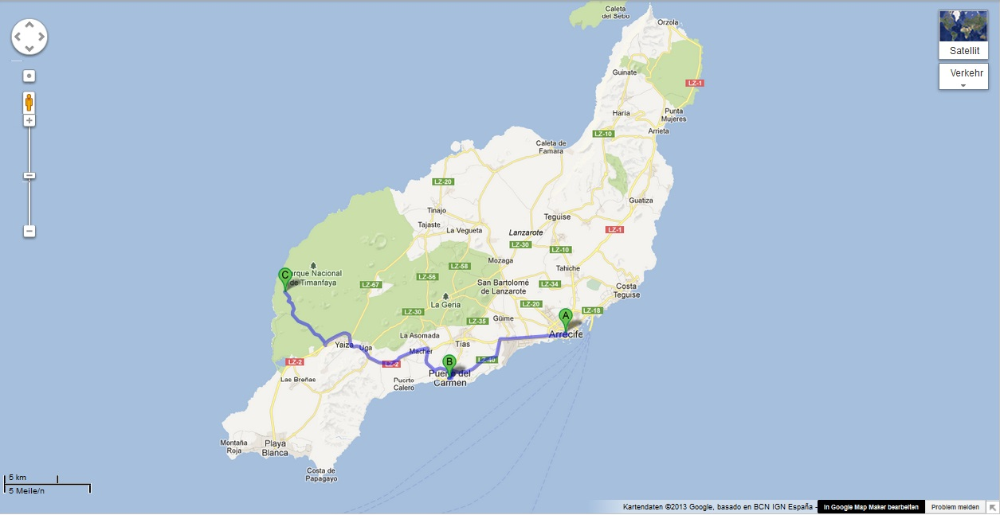 Caleta
del Sebo
Orzola
Satellit
Verkehr
Guinate
LZ-1
Haría
Punta
Mujeres
Arrieta
LZ-10
Caleta de
Famara
LZ-20
Guatiza
Tinajo
Tajaste
La Vegueta
Teguise
Lanzarote
LZ-1
LZ-30
LZ-10
Mozaga
LZ-58
Tahiche
C
arque Nacional
de Timanfaya
LZ-56
LZ-67
San Bartolomé
de Lanzarote
LZ-34
Costa
Teguise
La Geria
LZ-20
LZ-18
LZ-30
A
LZ-35
Güime
Arrecife
La Asomada
Yaiza
Uga
Macher
Tías
LZ-2
LZ-2
B
LZ-40
Puerto del
Carmen
Las Breñas
Puerto
Calero
Montaña
Roja
Playa
Blanca
Costa de
Papagayo
5 km
5 Meile/n
Kartendaten ©2013 Google, basado en BCN IGN España -
In Google Map Maker bearbeiten
Problem melden